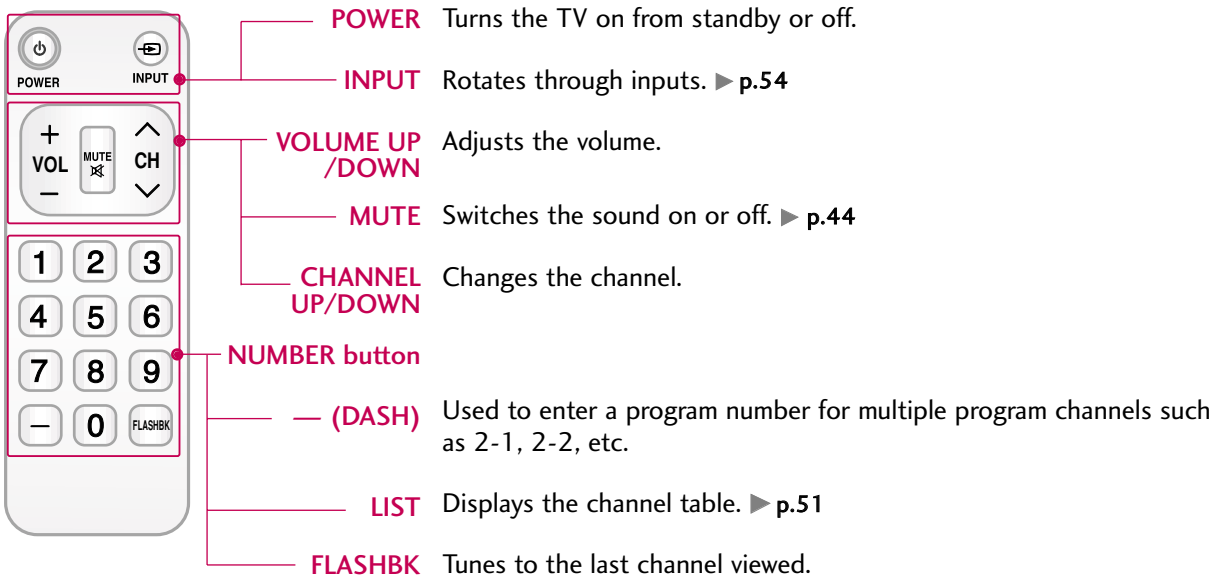 POWER
INPUT
+
VOL
—
MUTE
CH
1 2 3
4 5 6
7 8 9
— 0 FLASHBK
POWER Turns the TV on from standby or off.
INPUT Rotates through inputs. ▶ p.54
VOLUME UP Adjusts the volume.
/DOWN
MUTE Switches the sound on or off. ▶ p.44
CHANNEL Changes the channel.
UP/DOWN
NUMBER button
— (DASH) Used to enter a program number for multiple program channels such
as 2-1, 2-2, etc.
LIST Displays the channel table. ▶ p.51
FLASHBK Tunes to the last channel viewed.